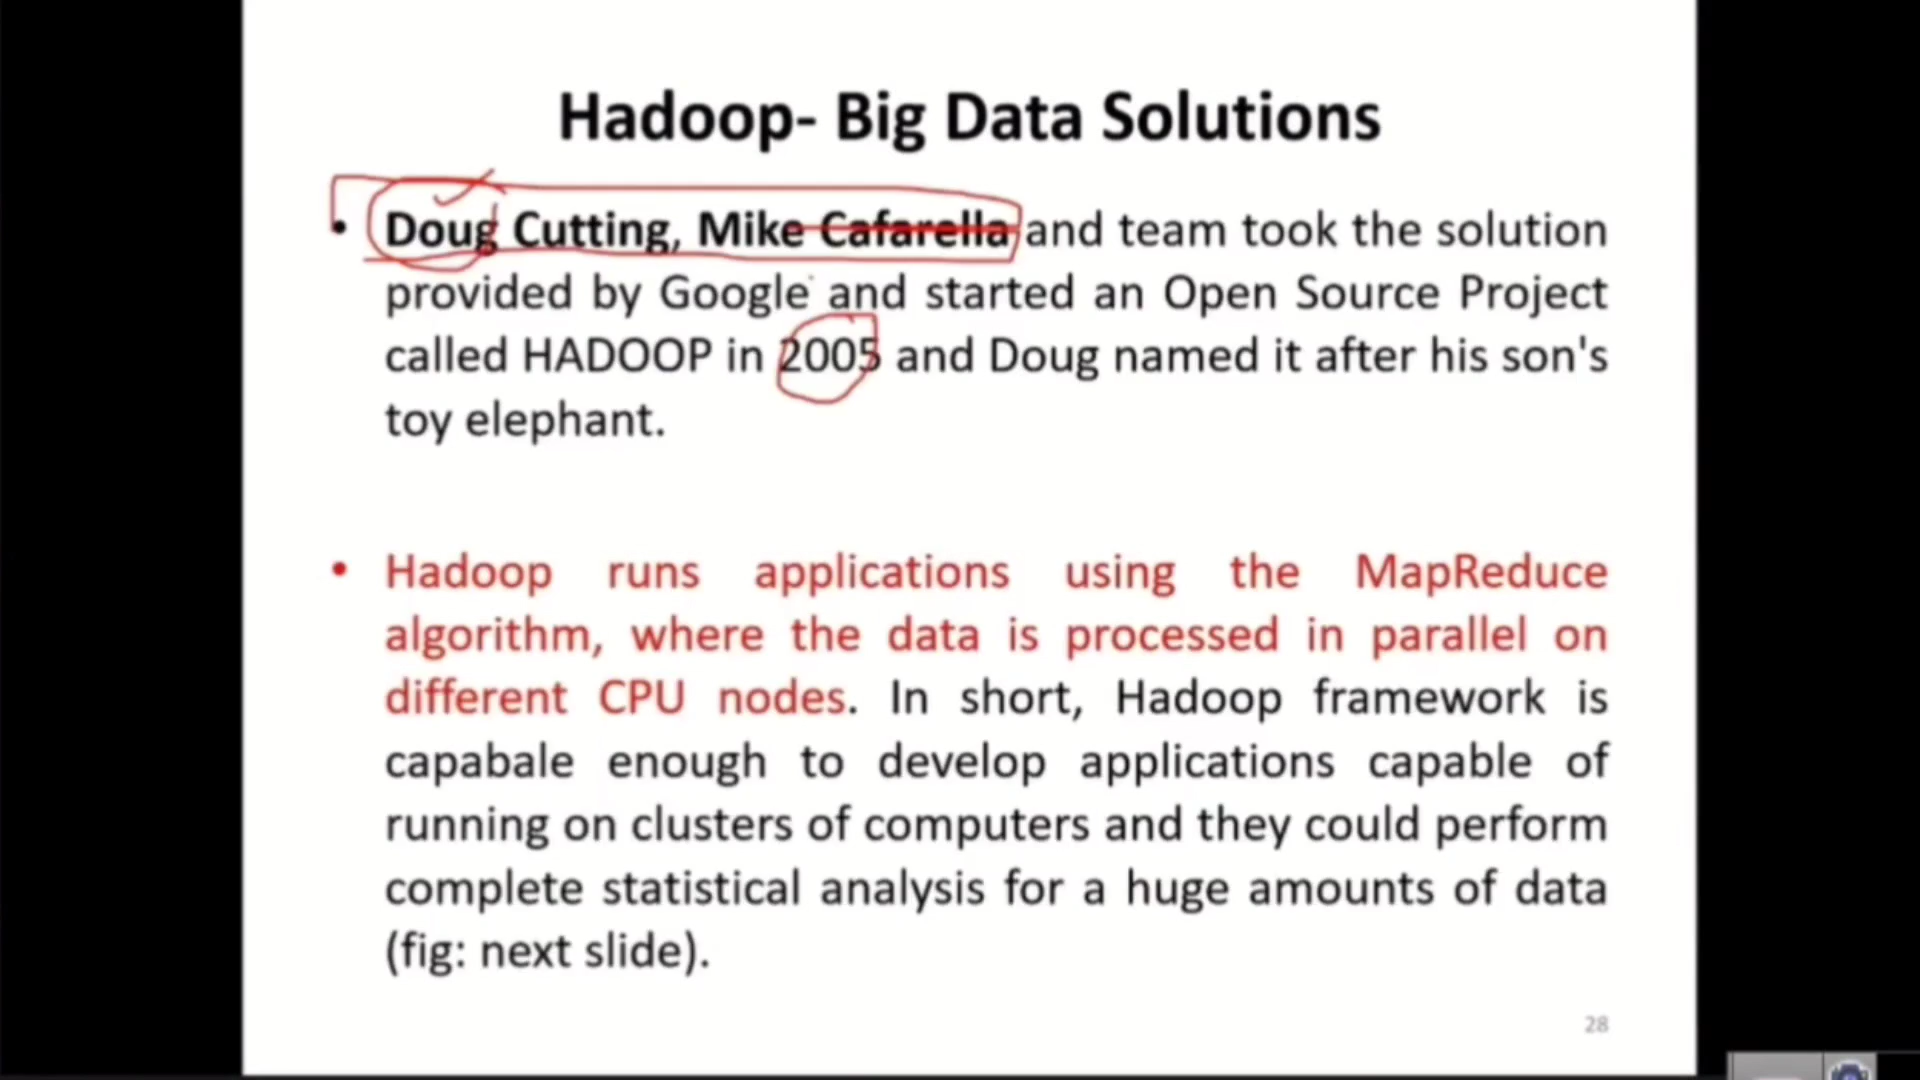 Hadoop- Big Data Solutions
• Doug Cutting, Mike Cafarella and team took the solution
provided by Google and started an Open Source Project
called HADOOP in 2005 and Doug named it after his son's
toy elephant.
• Hadoop runs applications using the MapReduce
algorithm, where the data is processed in parallel on
different CPU nodes. In short, Hadoop framework is
capabale enough to develop applications capable of
running on clusters of computers and they could perform
complete statistical analysis for a huge amounts of data
(fig: next slide).
28